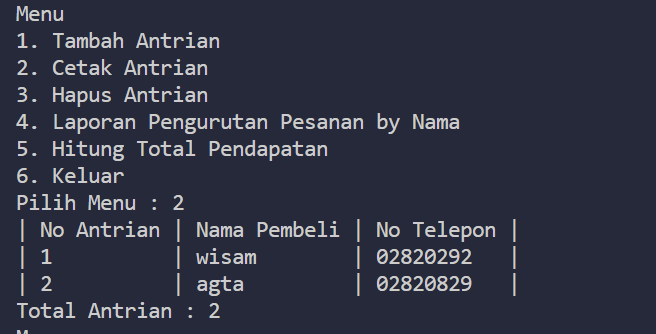 Menu
1. Tambah Antrian
2. Cetak Antrian
3. Hapus Antrian
4. Laporan Pengurutan Pesanan by Nama
5. Hitung Total Pendapatan
6. Keluar
Pilih Menu : 2
| No Antrian | Nama Pembeli | No Telepon |
| 1          | wisam        | 02820292   |
| 2          | agta         | 02820829   |
Total Antrian : 2